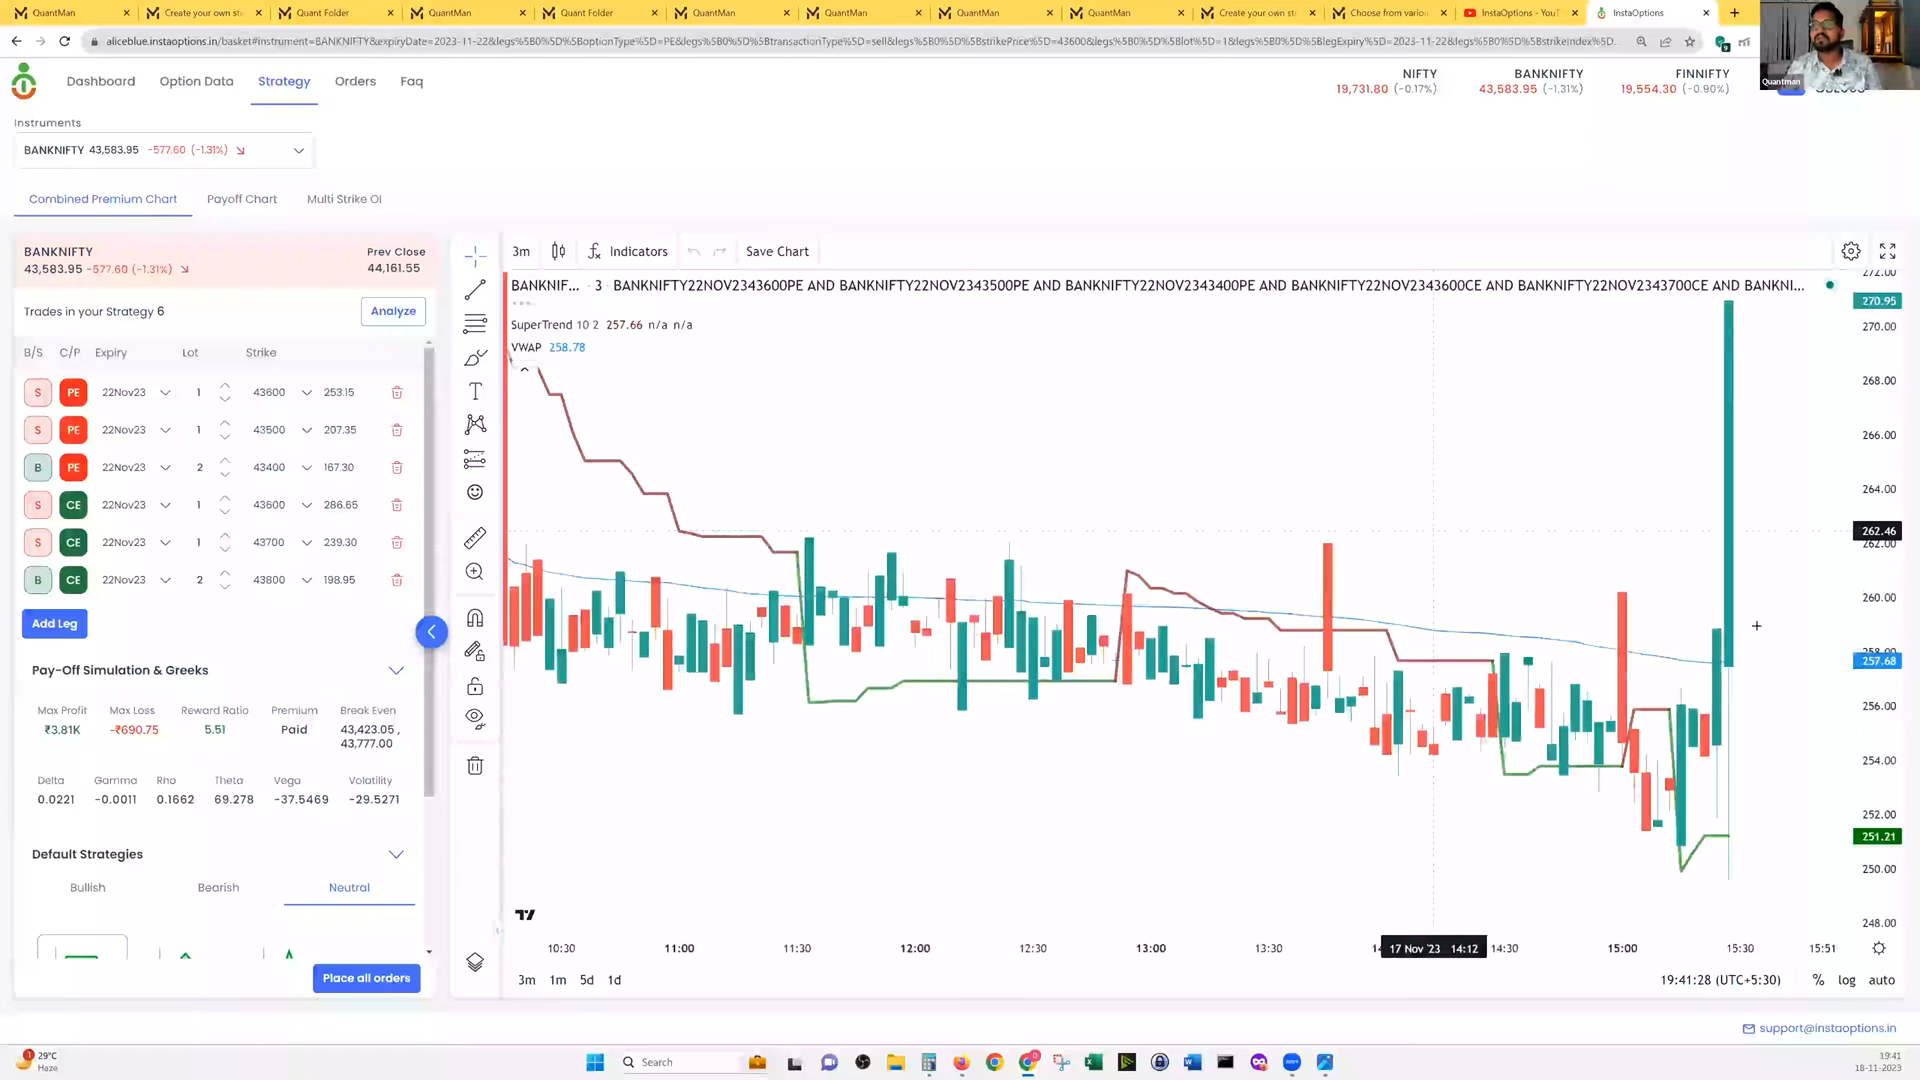 QuantMan
Create your own st
Quant Folder
QuantMan
Quant Folder
QuantMan
QuantMan
QuantMan
QuantMan
Create your own st
Choose from variou
InstaOptions - YouT
InstaOptions
aliceblue.instaoptions.in/basket#instrument=BANKNIFTY&expiryDate=2023-11-22&legs%5B0%5D%5BoptionType%5D=PE&legs%5B0%5D%5BtransactionType%5D=sell&legs%5B0%5D%5BstrikePrice%5D=43600&legs%5B0%5D%5Blot%5D=1&legs%5B0%5D%5BlegExpiry%5D=2023-11-22&legs%5B0%5D%5BstrikeIndex%5D...
Quantman
Dashboard
Option Data
Strategy
Orders
Faq
NIFTY
19,731.80 (-0.17%)
BANKNIFTY
43,583.95 (-1.31%)
FINNIFTY
19,554.30 (-0.90%)
Instruments
BANKNIFTY 43,583.95 -577.60 (-1.31%)
Combined Premium Chart
Payoff Chart
Multi Strike OI
BANKNIFTY
43,583.95 -577.60 (-1.31%)
Prev Close
44,161.55
Trades in your Strategy 6
Analyze
B/S C/P Expiry Lot Strike
S PE 22Nov23 1 43600 253.15
S PE 22Nov23 1 43500 207.35
B PE 22Nov23 2 43400 167.30
S CE 22Nov23 1 43600 286.65
S CE 22Nov23 1 43700 239.30
B CE 22Nov23 2 43800 198.95
Add Leg
Pay-Off Simulation & Greeks
Max Profit Max Loss Reward Ratio Premium Break Even
₹3.81K -₹690.75 5.51 Paid 43,423.05 ,
43,777.00
Delta Gamma Rho Theta Vega Volatility
0.0221 -0.0011 0.1662 69.278 -37.5469 -29.5271
Default Strategies
Bullish
Bearish
Neutral
Place all orders
3m
Indicators
Save Chart
BANKNIF... · 3 · BANKNIFTY22NOV2343600PE AND BANKNIFTY22NOV2343500PE AND BANKNIFTY22NOV2343400PE AND BANKNIFTY22NOV2343600CE AND BANKNIFTY22NOV2343700CE AND BANKNI...
SuperTrend 10 2 257.66 n/a n/a
VWAP 258.78
272.00
270.95
270.00
268.00
266.00
264.00
262.46
262.00
260.00
258.00
257.68
256.00
254.00
252.00
251.21
250.00
248.00
10:30 11:00 11:30 12:00 12:30 13:00 13:30 17 Nov '23 14:12 14:30 15:00 15:30 15:51
3m 1m 5d 1d
19:41:28 (UTC+5:30)
% log auto
support@instaoptions.in
1
29°C
Haze
Search
19:41
18-11-2023